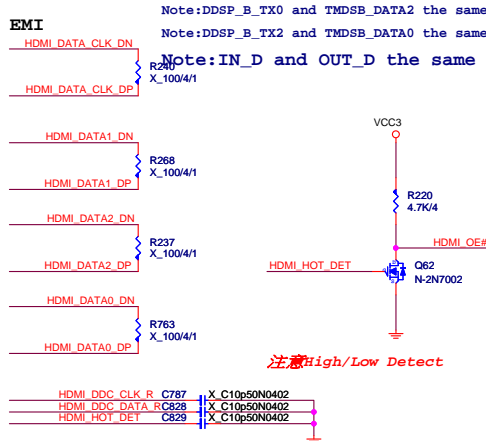 Note:DDSP_B_TX0 and TMDSB_DATA2 the same
EMI
Note:DDSP_B_TX2 and TMDSB_DATA0 the same
HDMI_DATA_CLK_DN
Note:IN_D and OUT_D the same
R240
X_100/4/1
HDMI_DATA_CLK_DP
VCC3
HDMI_DATA1_DN
R268
X_100/4/1
HDMI_DATA1_DP
R220
4.7K/4
HDMI_DATA2_DN
R237
X_100/4/1
HDMI_OE#
HDMI_DATA2_DP
HDMI_HOT_DET
Q62
N-2N7002
HDMI_DATA0_DN
R763
X_100/4/1
HDMI_DATA0_DP
注意High/Low Detect
HDMI_DDC_CLK_R C787 X_C10p50N0402
HDMI_DDC_DATA_R C828 X_C10p50N0402
HDMI_HOT_DET C829 X_C10p50N0402